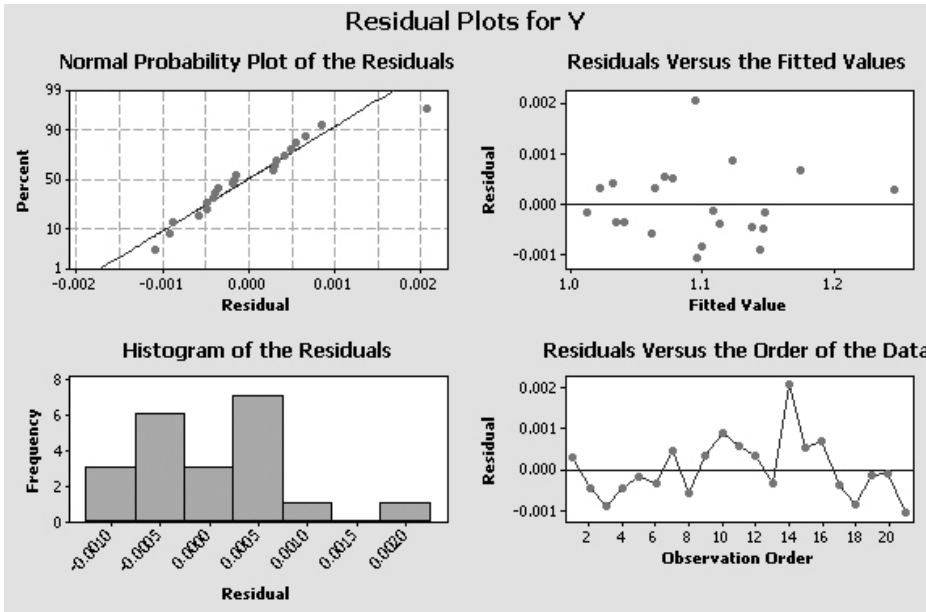 Residual Plots for Y
Normal Probability Plot of the Residuals
99
90
50
10
1
Percent
-0.002 -0.001 0.000 0.001 0.002
Residual
Residuals Versus the Fitted Values
0.002
0.001
0.000
-0.001
Residual
1.0 1.1 1.2
Fitted Value
Histogram of the Residuals
8
6
4
2
0
Frequency
-0.0010 -0.0005 0.0000 0.0005 0.0010 0.0015 0.0020
Residual
Residuals Versus the Order of the Data
0.002
0.001
0.000
-0.001
Residual
2 4 6 8 10 12 14 16 18 20
Observation Order